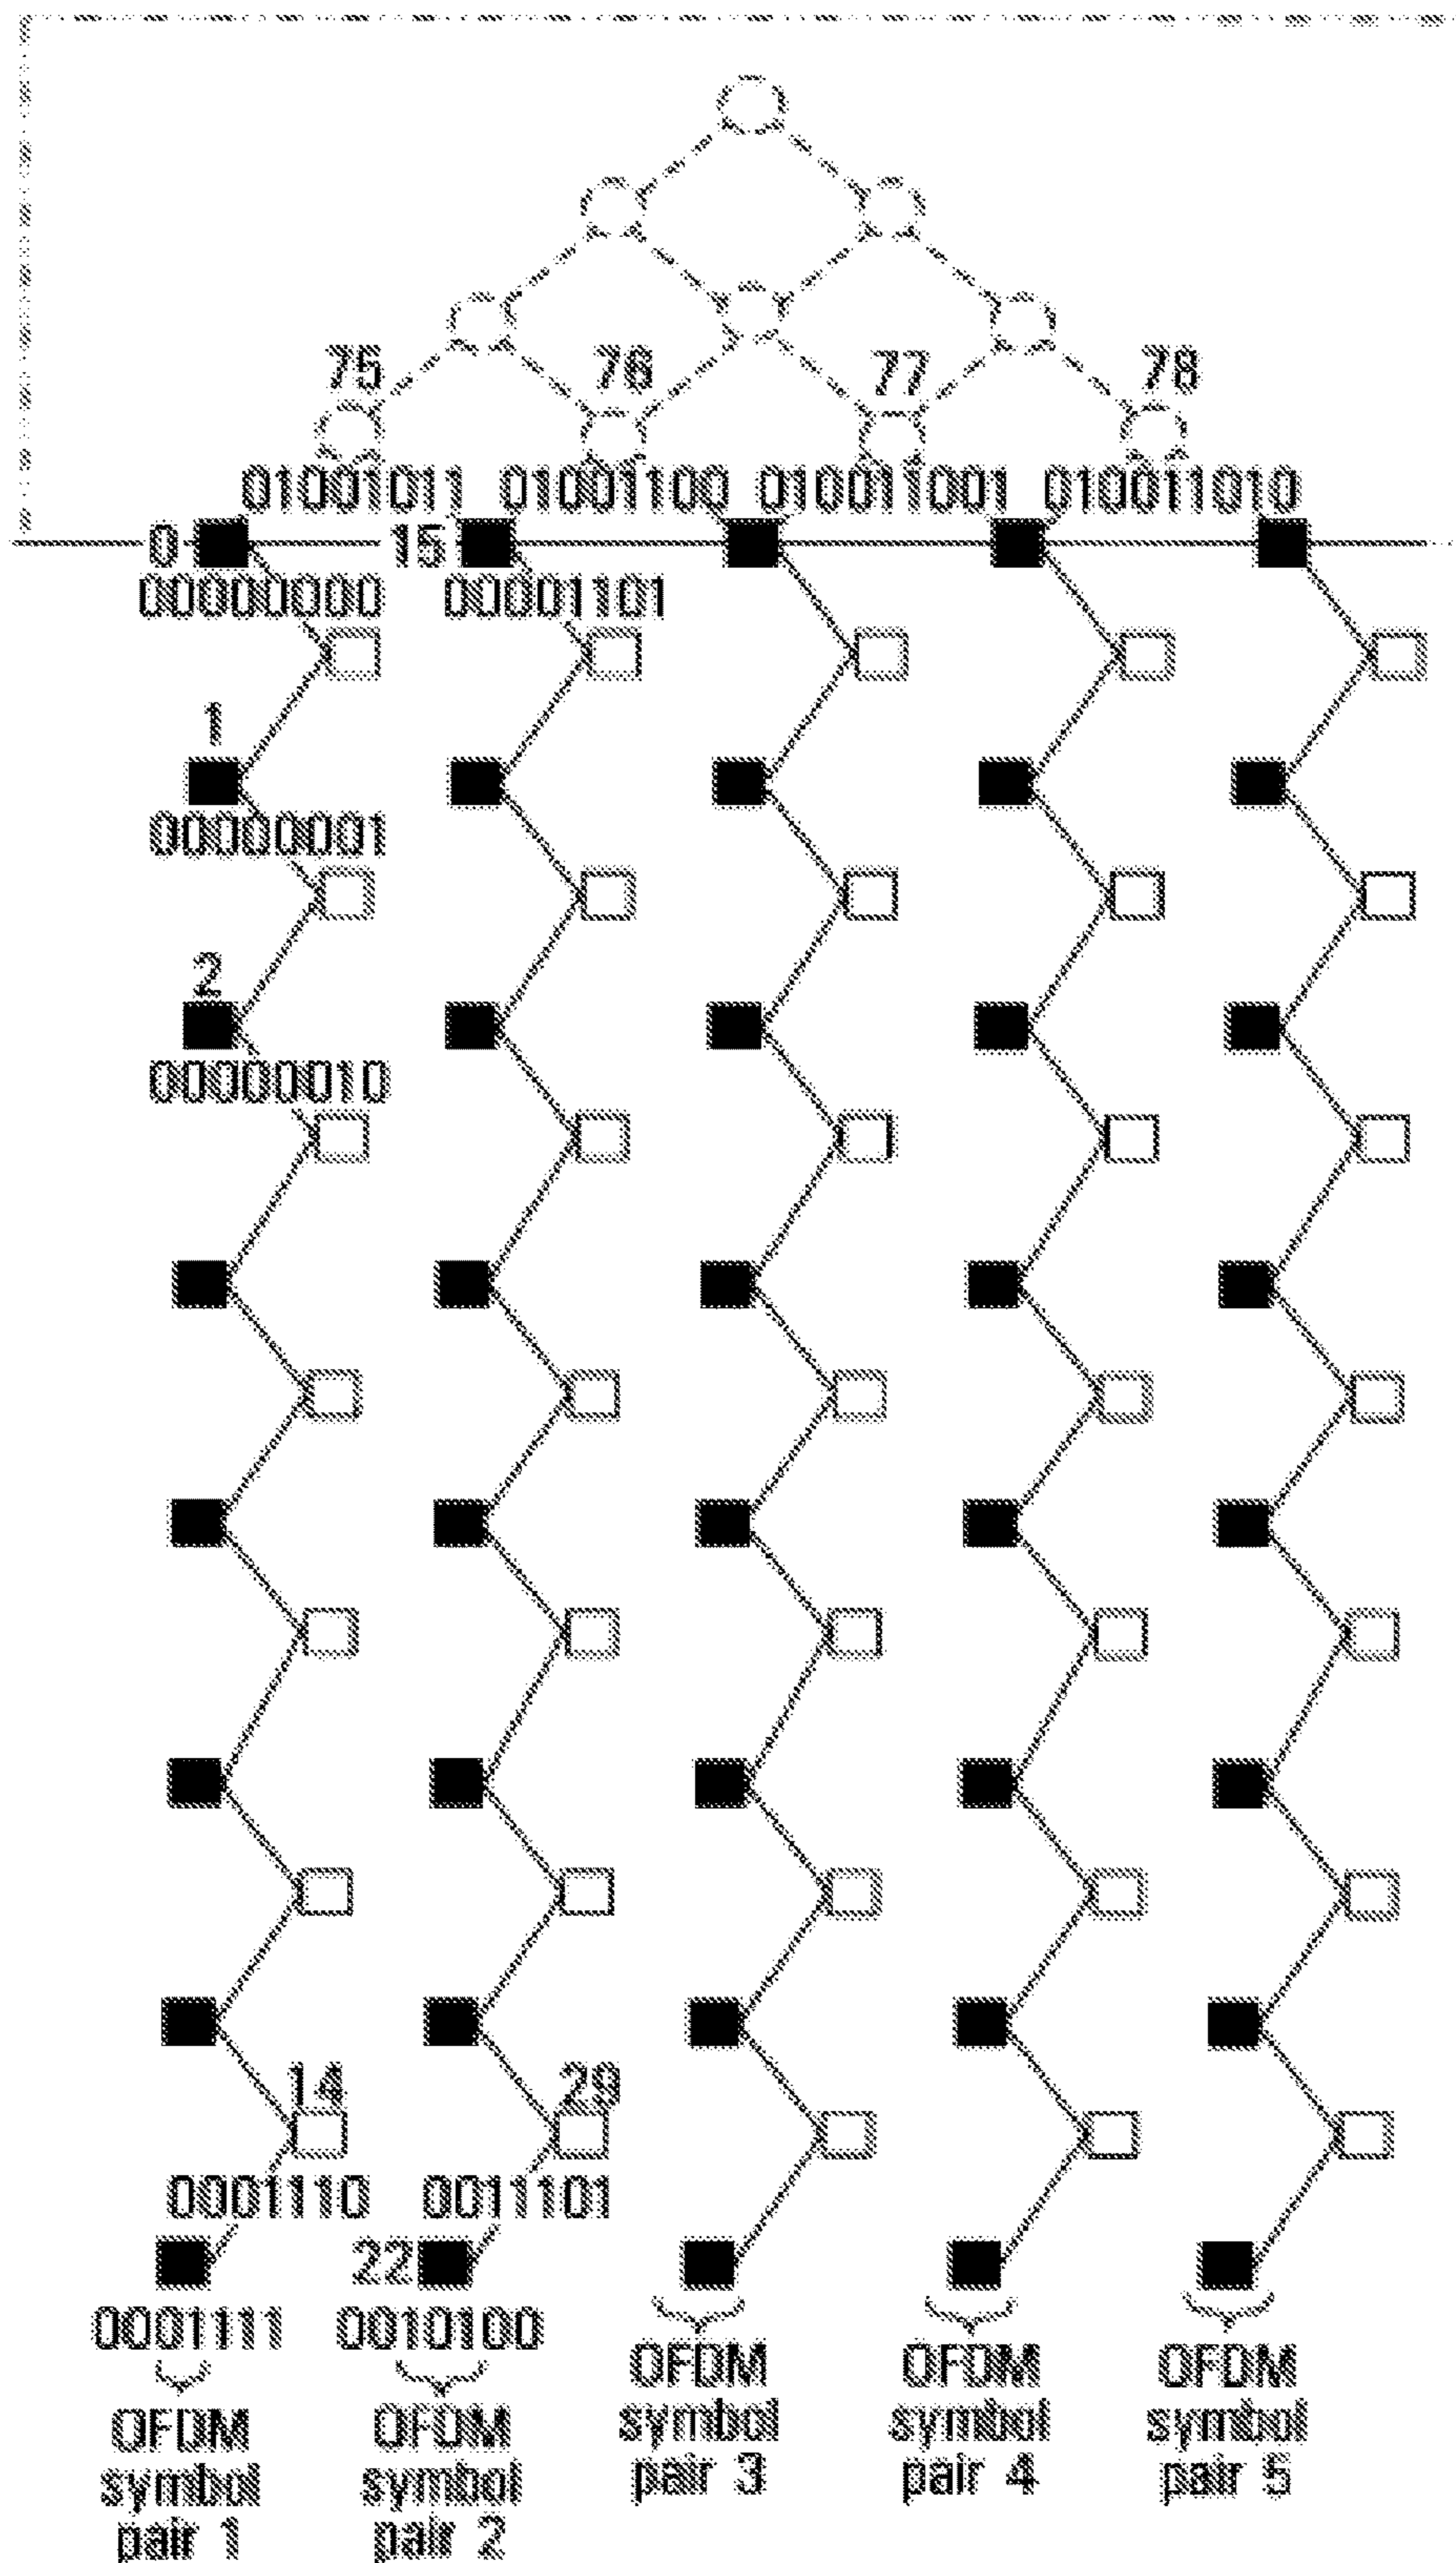 75 76 77 78
01001011 01001100 010011001 010011010
0 15
00000000 00001101
1
00000001
2
00000010
14 29
0001110 0011101
22
0001111 0010100
OFDM symbol pair 1
OFDM symbol pair 2
OFDM symbol pair 3
OFDM symbol pair 4
OFDM symbol pair 5